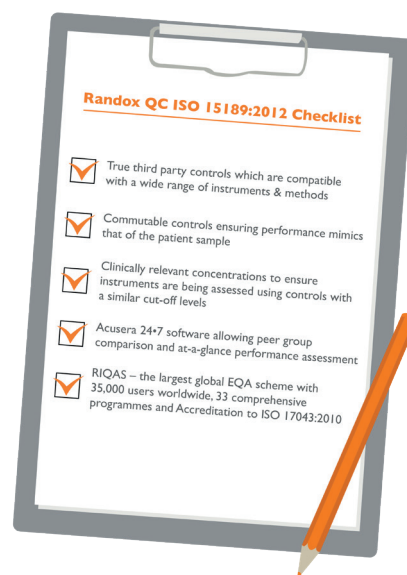 Randox QC ISO 15189:2012 Checklist
True third party controls which are compatible
with a wide range of instruments & methods
Commutable controls ensuring performance mimics
that of the patient sample
Clinically relevant concentrations to ensure
instruments are being assessed using controls with
a similar cut-off levels
Acusera 24•7 software allowing peer group
comparison and at-a-glance performance assessment
RIQAS – the largest global EQA scheme with
35,000 users worldwide, 33 comprehensive
programmes and Accreditation to ISO 17043:2010